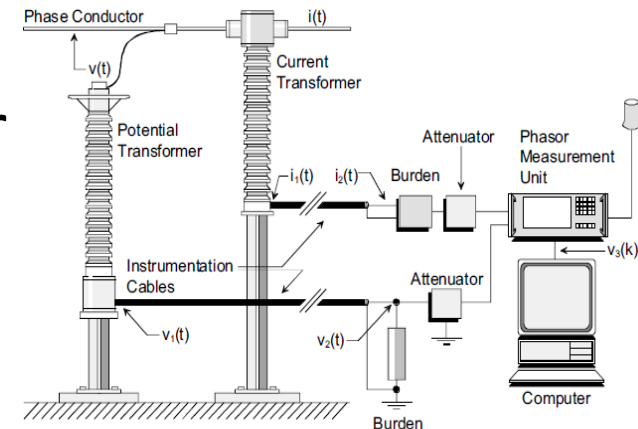 Phase Conductor
i(t)
v(t)
Current
Transformer
Potential
Transformer
Attenuator
Phasor
Measurement
Unit
i₁(t)
i₂(t)
Burden
v₃(k)
Instrumentation
Cables
Attenuator
v₁(t)
v₂(t)
Computer
Burden